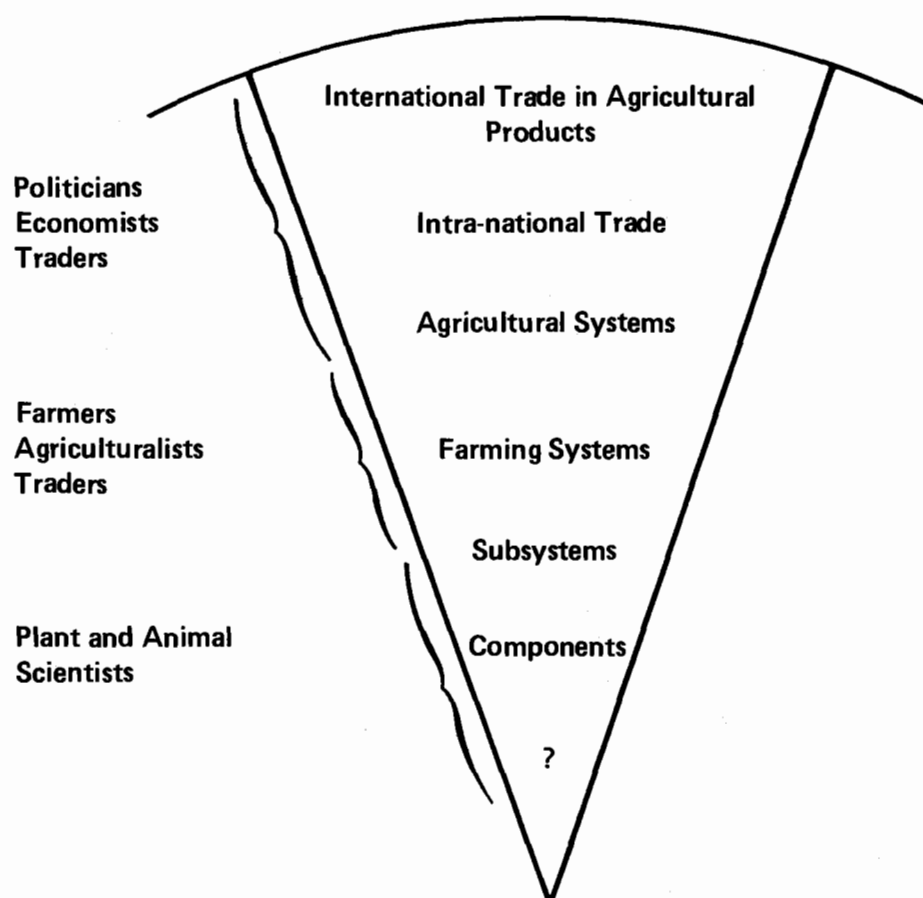 International Trade in Agricultural
Products
Politicians
Economists
Traders
Intra-national Trade
Agricultural Systems
Farmers
Agriculturalists
Traders
Farming Systems
Subsystems
Plant and Animal
Scientists
Components
?